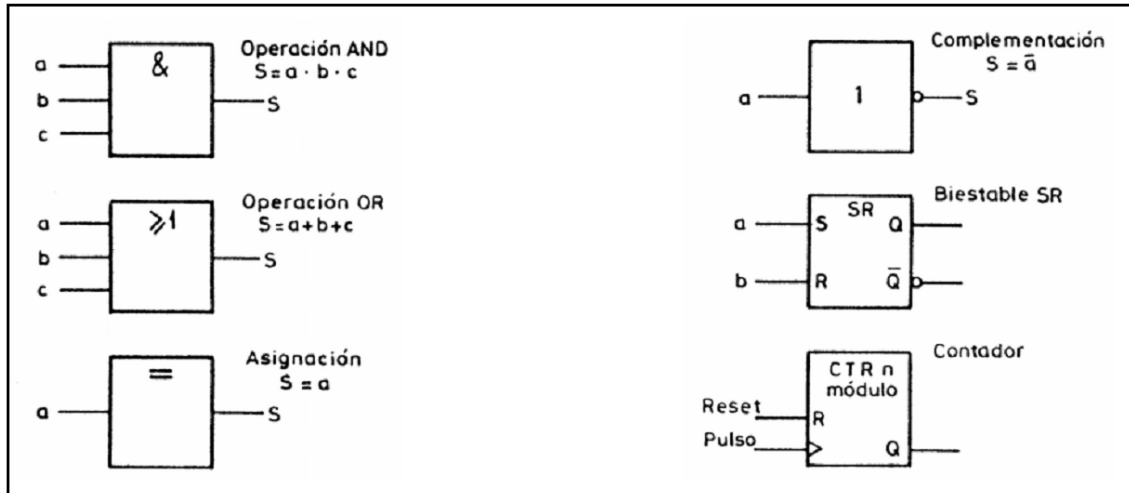 &
Operación AND
S = a · b · c
a
b
c
S
≥1
Operación OR
S = a+b+c
a
b
c
S
=
Asignación
S = a
a
S
Complementación
S = ā
1
a
S
Biestable SR
SR
a
S
Q
b
R
Q̄
Contador
CTR n
módulo
Reset
R
Pulso
Q